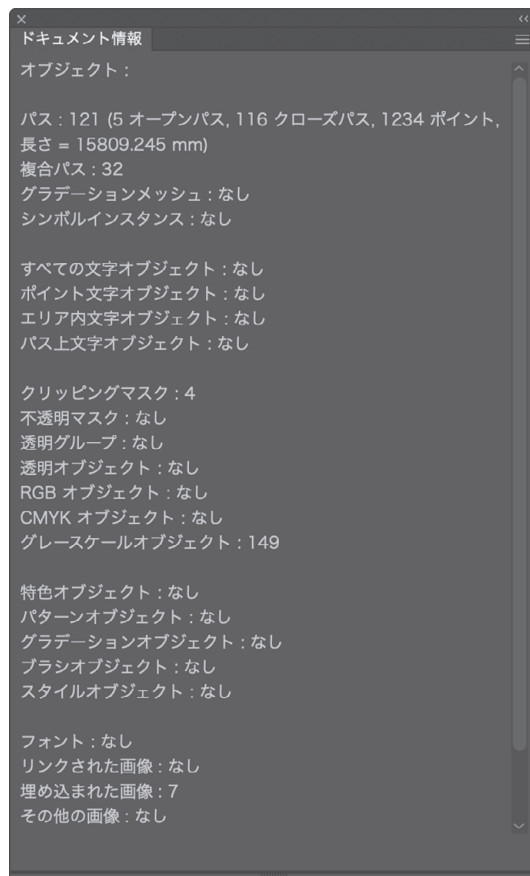 ドキュメント情報
オブジェクト :
パス : 121 (5 オープンパス, 116 クローズパス, 1234 ポイント,
長さ = 15809.245 mm)
複合パス : 32
グラデーションメッシュ : なし
シンボルインスタンス : なし
すべての文字オブジェクト : なし
ポイント文字オブジェクト : なし
エリア内文字オブジェクト : なし
パス上文字オブジェクト : なし
クリッピングマスク : 4
不透明マスク : なし
透明グループ : なし
透明オブジェクト : なし
RGB オブジェクト : なし
CMYK オブジェクト : なし
グレースケールオブジェクト : 149
特色オブジェクト : なし
パターンオブジェクト : なし
グラデーションオブジェクト : なし
ブラシオブジェクト : なし
スタイルオブジェクト : なし
フォント : なし
リンクされた画像 : なし
埋め込まれた画像 : 7
その他の画像 : なし